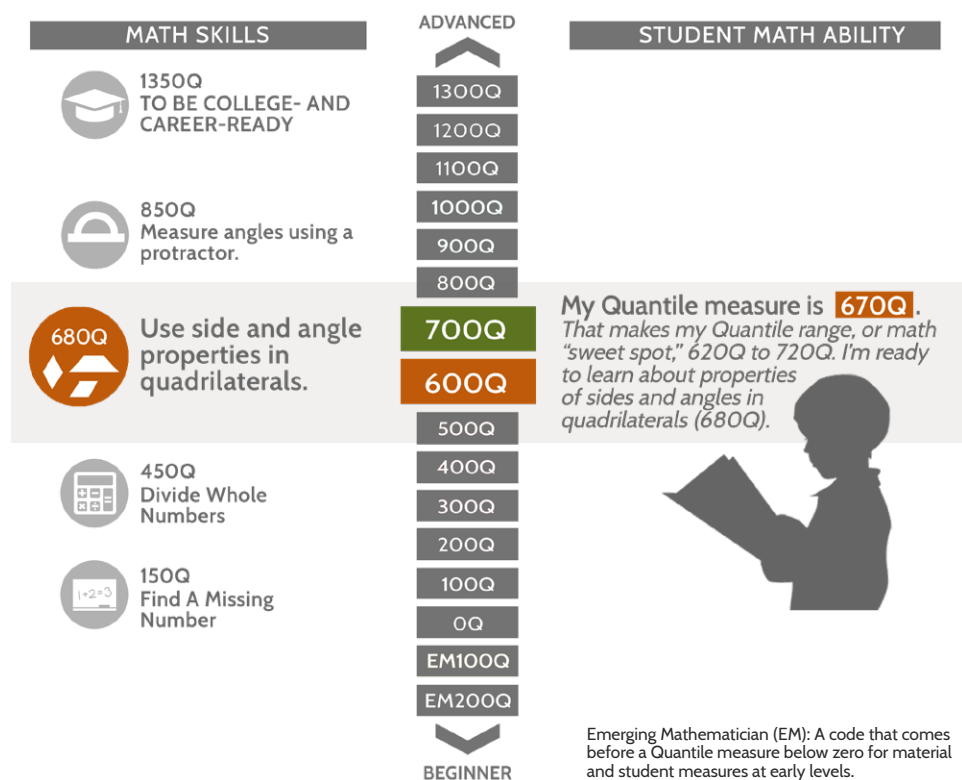 MATH SKILLS
1350Q
TO BE COLLEGE- AND
CAREER-READY
850Q
Measure angles using a
protractor.
680Q
Use side and angle
properties in
quadrilaterals.
450Q
Divide Whole
Numbers
1+2=3
150Q
Find A Missing
Number
ADVANCED
1300Q
1200Q
1100Q
1000Q
900Q
800Q
700Q
600Q
500Q
400Q
300Q
200Q
100Q
0Q
EM100Q
EM200Q
BEGINNER
STUDENT MATH ABILITY
My Quantile measure is 670Q.
That makes my Quantile range, or math
“sweet spot,” 620Q to 720Q. I’m ready
to learn about properties
of sides and angles in
quadrilaterals (680Q).
Emerging Mathematician (EM): A code that comes
before a Quantile measure below zero for material
and student measures at early levels.